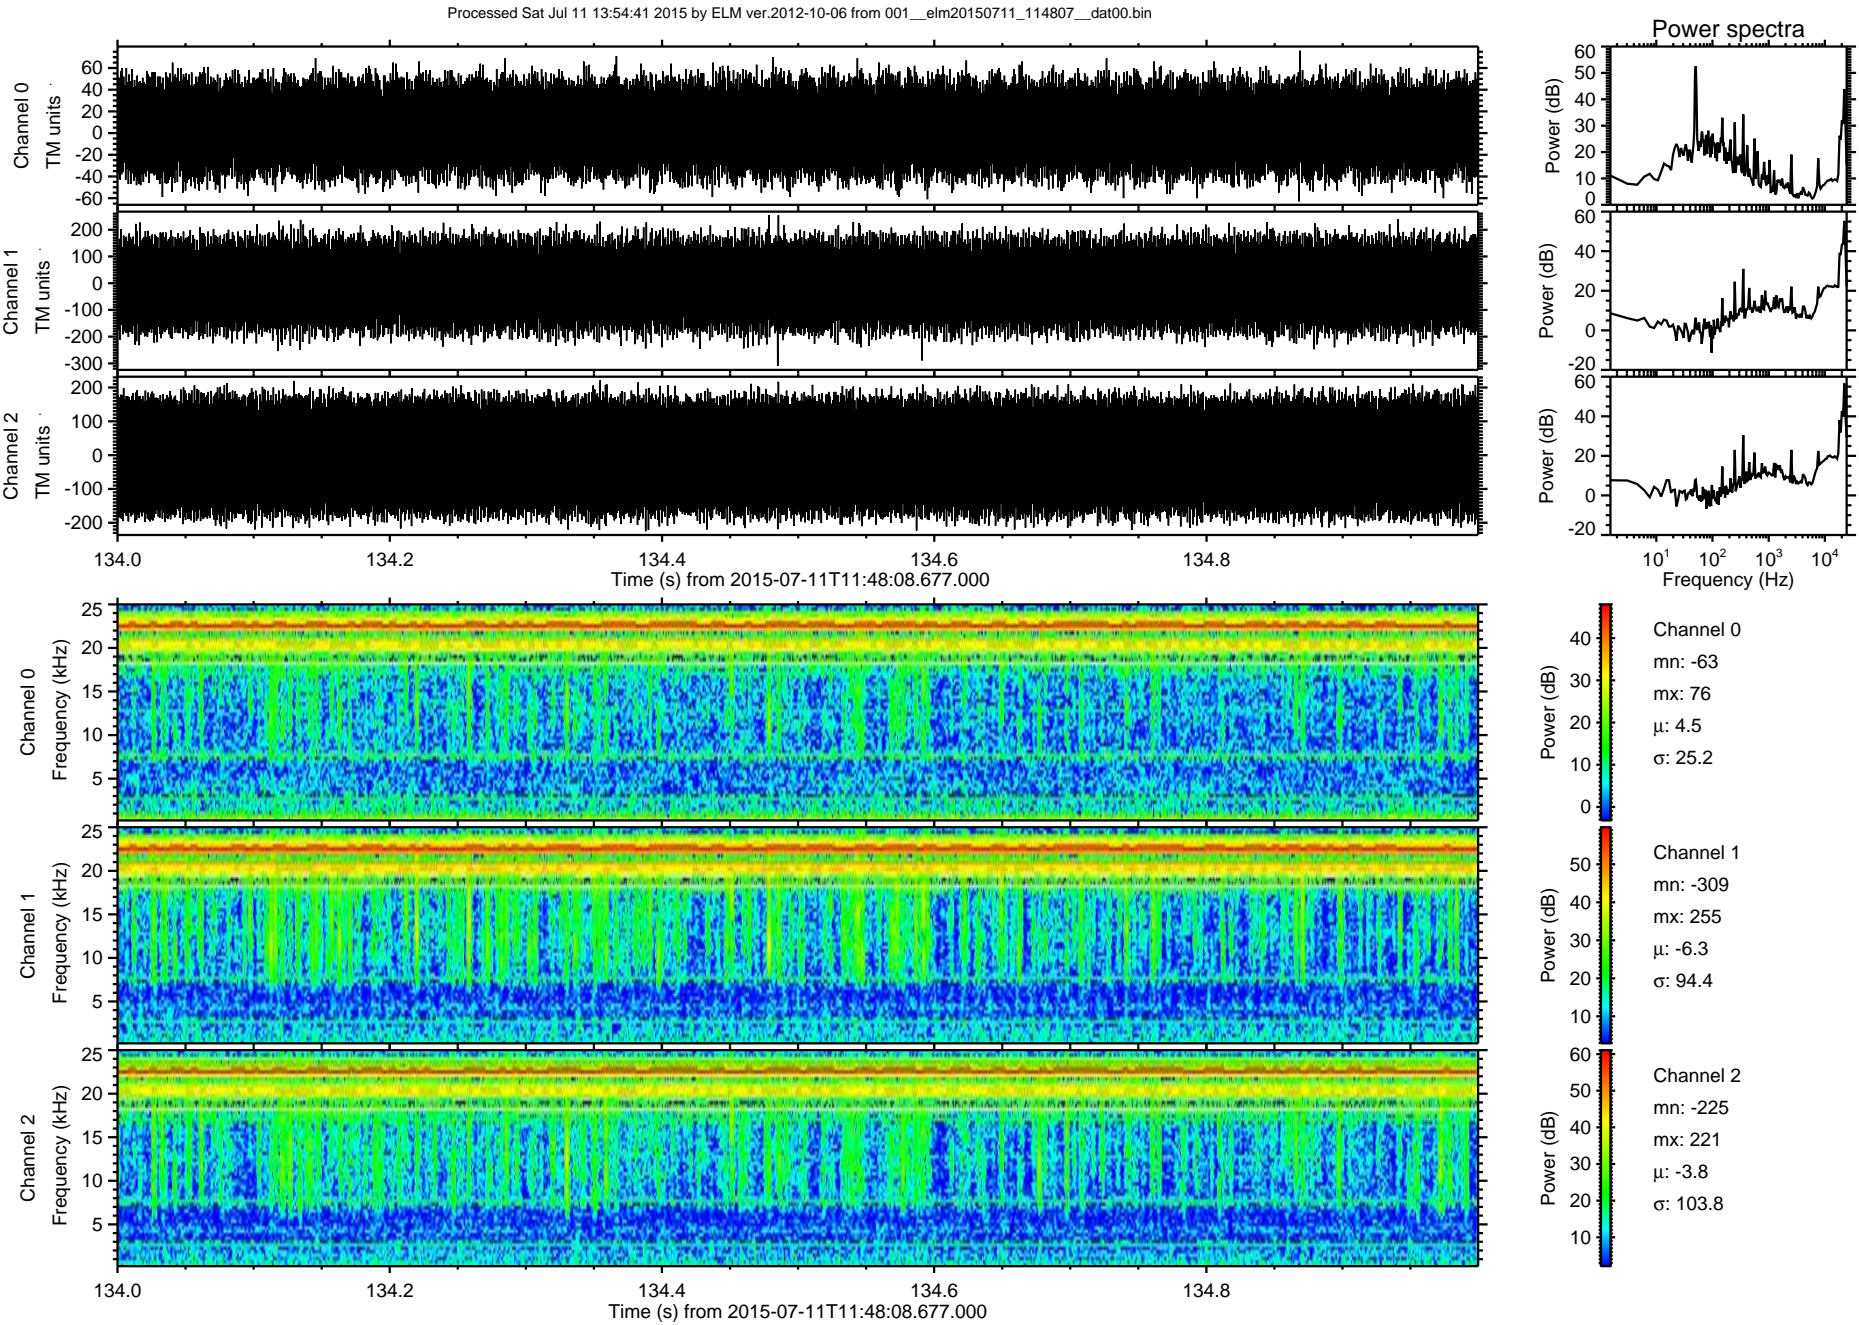 Processed Sat Jul 11 13:54:41 2015 by ELM ver.2012-10-06 from 001__elm20150711_114807__dat00.bin
Power spectra
Channel 0
TM units
60
40
20
0
-20
-40
-60
Power (dB)
60
50
40
30
20
10
0
Channel 1
TM units
200
100
0
-100
-200
-300
Power (dB)
60
40
20
0
-20
Channel 2
TM units
200
100
0
-100
-200
Power (dB)
60
40
20
0
-20
134.0 134.2 134.4 134.6 134.8
Time (s) from 2015-07-11T11:48:08.677.000
10^1 10^2 10^3 10^4
Frequency (Hz)
Channel 0
Frequency (kHz)
25
20
15
10
5
Power (dB)
40
30
20
10
0
Channel 0
mn: -63
mx: 76
μ: 4.5
σ: 25.2
Channel 1
Frequency (kHz)
25
20
15
10
5
Power (dB)
50
40
30
20
10
Channel 1
mn: -309
mx: 255
μ: -6.3
σ: 94.4
Channel 2
Frequency (kHz)
25
20
15
10
5
Power (dB)
60
50
40
30
20
10
Channel 2
mn: -225
mx: 221
μ: -3.8
σ: 103.8
134.0 134.2 134.4 134.6 134.8
Time (s) from 2015-07-11T11:48:08.677.000